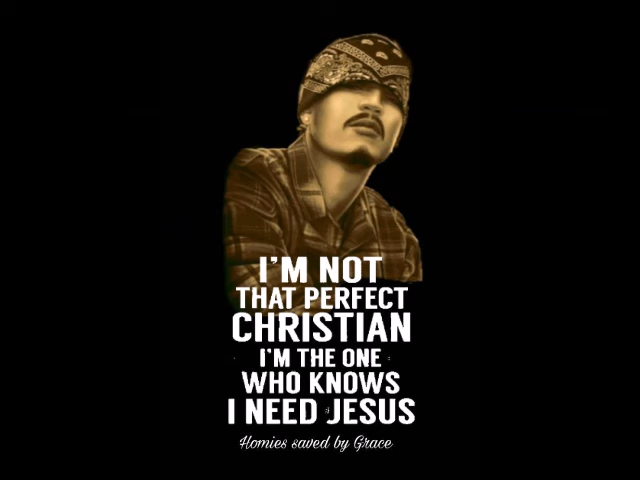 I'M NOT
THAT PERFECT
CHRISTIAN
I'M THE ONE
WHO KNOWS
I NEED JESUS
Homies saved by Grace